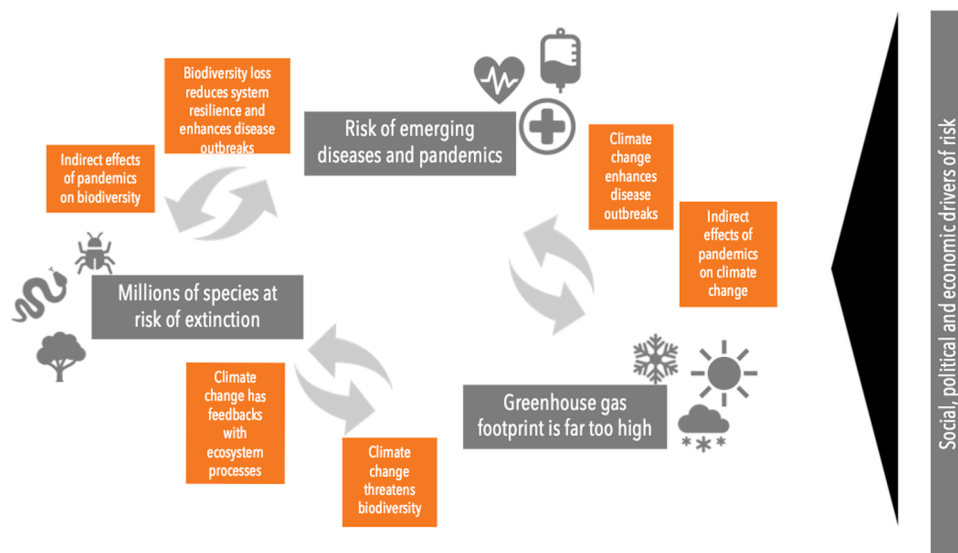 Biodiversity loss
reduces system
resilience and
enhances disease
outbreaks
Risk of emerging
diseases and pandemics
Indirect effects
of pandemics
on biodiversity
Climate
change
enhances
disease
outbreaks
Indirect
effects of
pandemics
on climate
change
Millions of species at
risk of extinction
Climate
change has
feedbacks
with
ecosystem
processes
Greenhouse gas
footprint is far too high
Climate
change
threatens
biodiversity
Social, political and economic drivers of risk